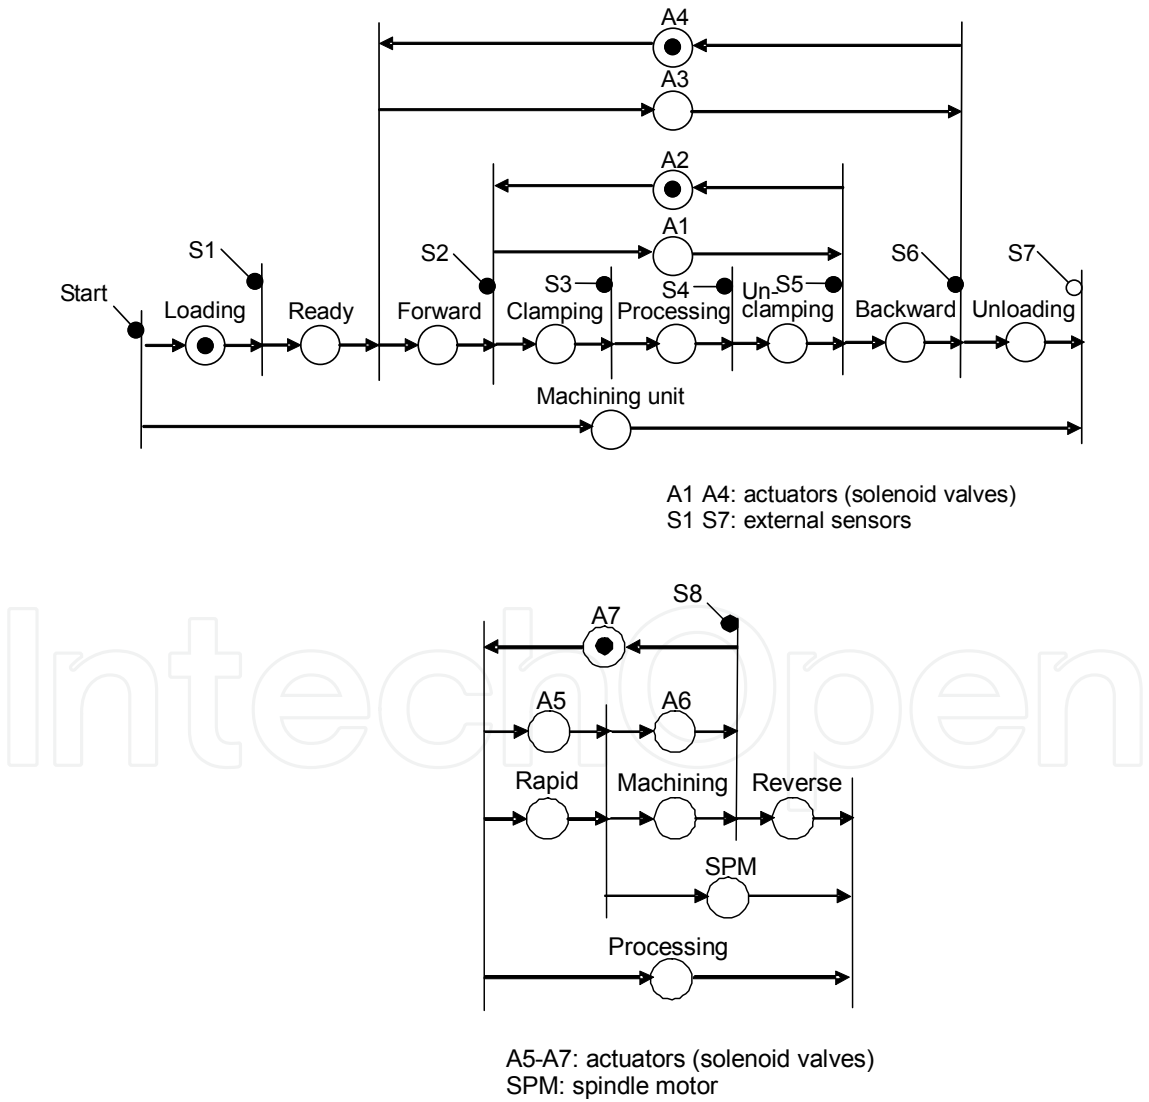 A4
A3
A2
A1
S1
S2
S3
S4
S5
S6
S7
Start
Loading
Ready
Forward
Clamping
Processing
Un-
clamping
Backward
Unloading
Machining unit
A1 A4: actuators (solenoid valves)
S1 S7: external sensors
S8
A7
A5
A6
Rapid
Machining
Reverse
SPM
Processing
A5-A7: actuators (solenoid valves)
SPM: spindle motor
IntechOpen